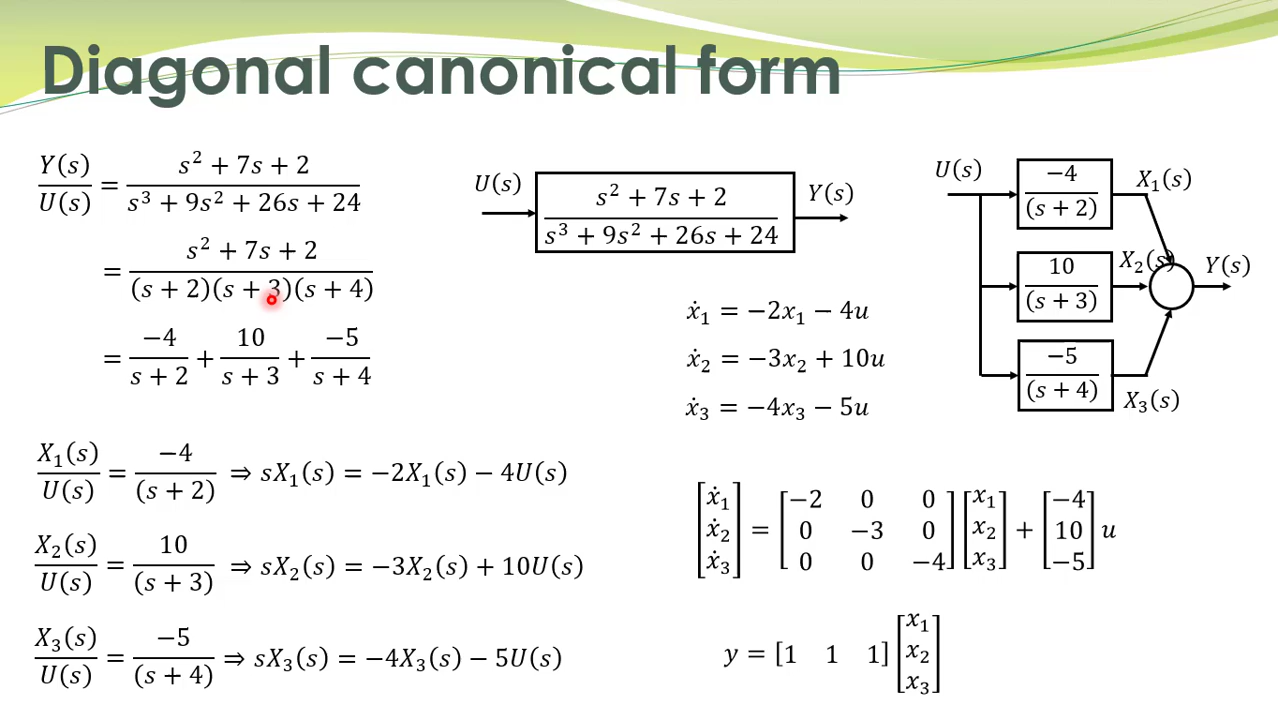 Diagonal canonical form
Y(s)/U(s) = (s² + 7s + 2)/(s³ + 9s² + 26s + 24)
= (s² + 7s + 2)/((s + 2)(s + 3)(s + 4))
= −4/(s + 2) + 10/(s + 3) + −5/(s + 4)
X₁(s)/U(s) = −4/(s + 2) ⇒ sX₁(s) = −2X₁(s) − 4U(s)
X₂(s)/U(s) = 10/(s + 3) ⇒ sX₂(s) = −3X₂(s) + 10U(s)
X₃(s)/U(s) = −5/(s + 4) ⇒ sX₃(s) = −4X₃(s) − 5U(s)
U(s) (s² + 7s + 2)/(s³ + 9s² + 26s + 24) Y(s)
ẋ₁ = −2x₁ − 4u
ẋ₂ = −3x₂ + 10u
ẋ₃ = −4x₃ − 5u
U(s) −4/(s + 2) X₁(s)
10/(s + 3) X₂(s) Y(s)
−5/(s + 4) X₃(s)
[ẋ₁ ẋ₂ ẋ₃] = [−2 0 0; 0 −3 0; 0 0 −4] [x₁ x₂ x₃] + [−4 10 −5] u
y = [1 1 1] [x₁ x₂ x₃]